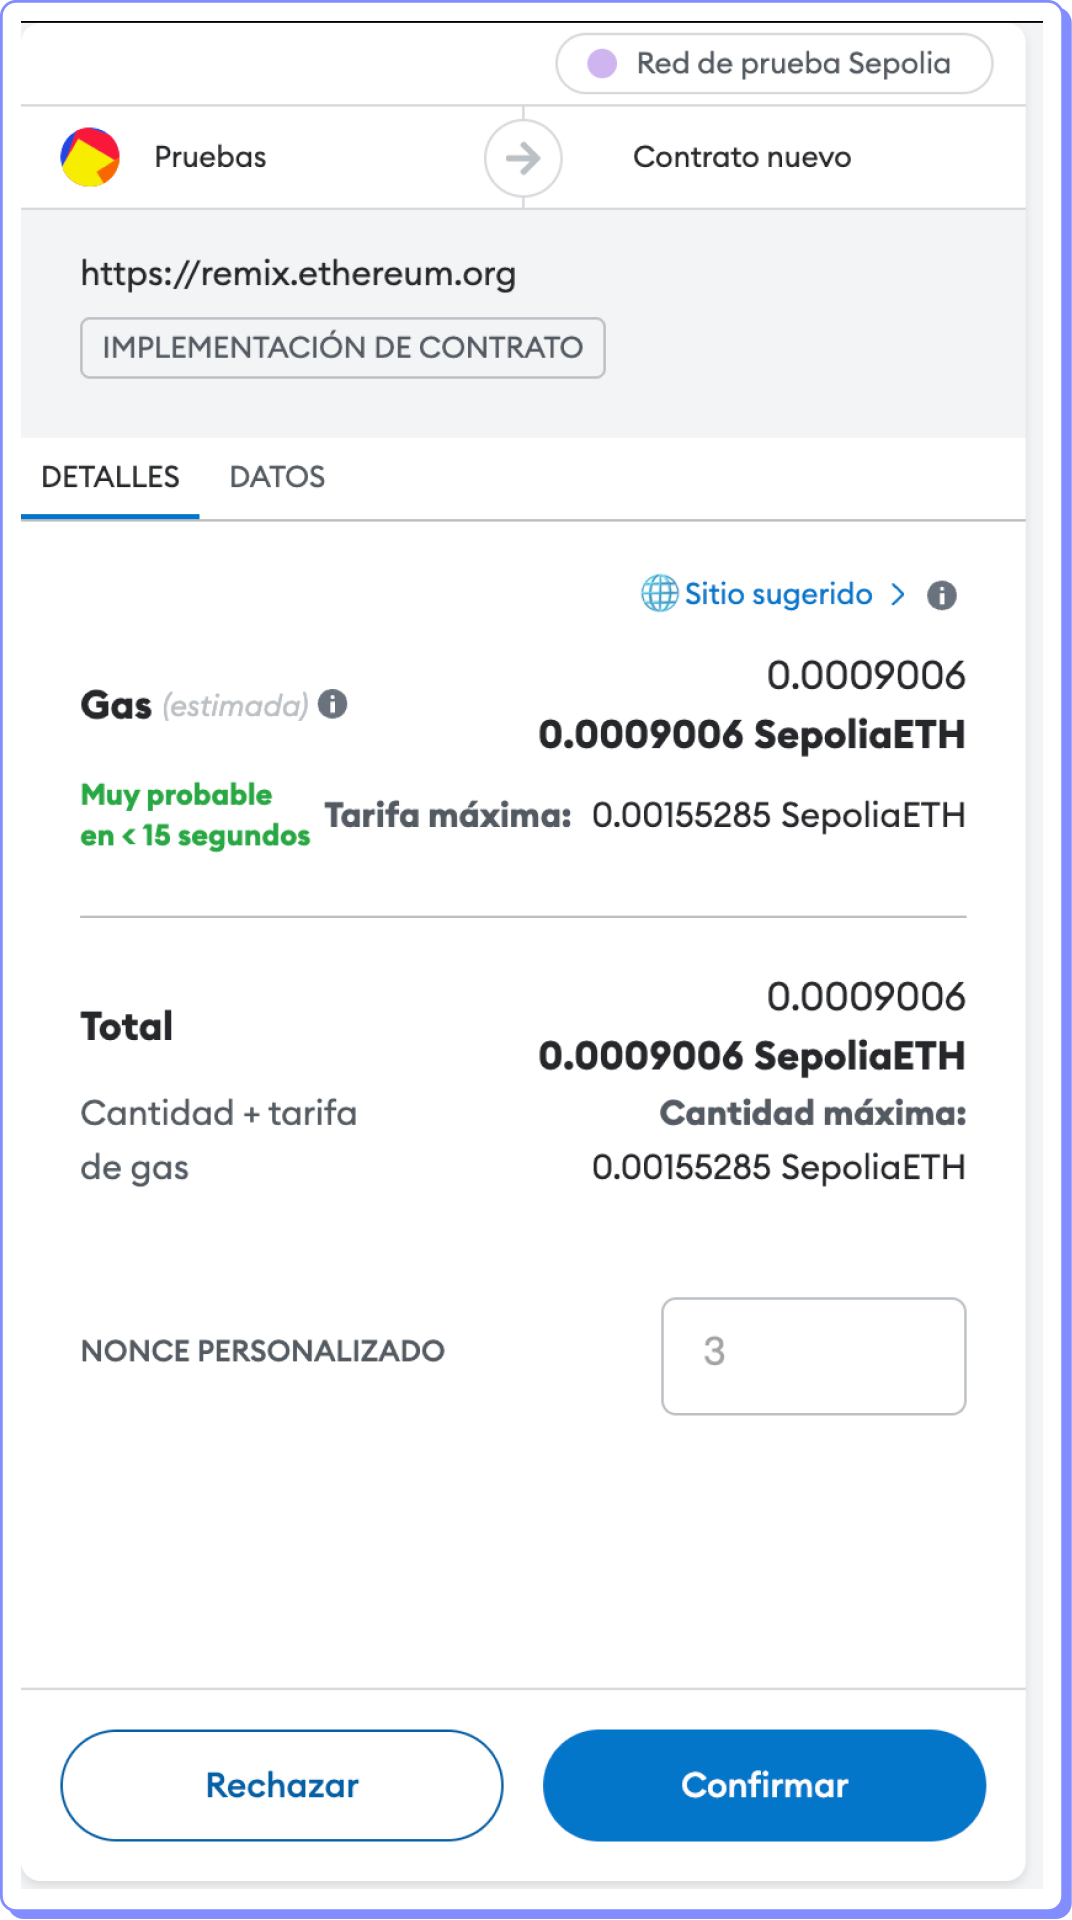 Red de prueba Sepolia
Pruebas
Contrato nuevo
https://remix.ethereum.org
IMPLEMENTACIÓN DE CONTRATO
DETALLES
DATOS
Sitio sugerido
Gas (estimada)
0.0009006
0.0009006 SepoliaETH
Muy probable
en < 15 segundos
Tarifa máxima: 0.00155285 SepoliaETH
Total
0.0009006
0.0009006 SepoliaETH
Cantidad + tarifa
de gas
Cantidad máxima:
0.00155285 SepoliaETH
NONCE PERSONALIZADO
3
Rechazar
Confirmar